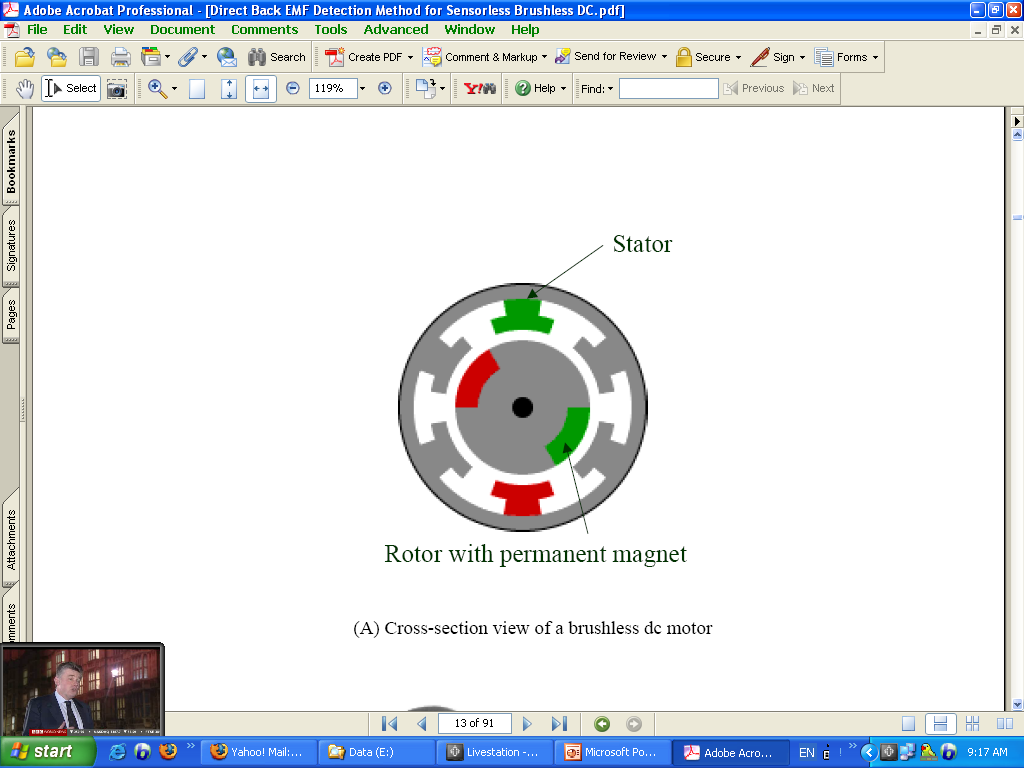 Adobe Acrobat Professional - [Direct Back EMF Detection Method for Sensorless Brushless DC.pdf]
File Edit View Document Comments Tools Advanced Window Help
Search Create PDF Comment & Markup Send for Review Secure Sign Forms
Select 119% Y! Help Find: Previous Next
Bookmarks
Signatures
Pages
Attachments
Stator
Rotor with permanent magnet
(A) Cross-section view of a brushless dc motor
13 of 91
start Yahoo! Mail:... Data (E:) Livestation -... Microsoft Po... Adobe Acro... EN 9:17 AM